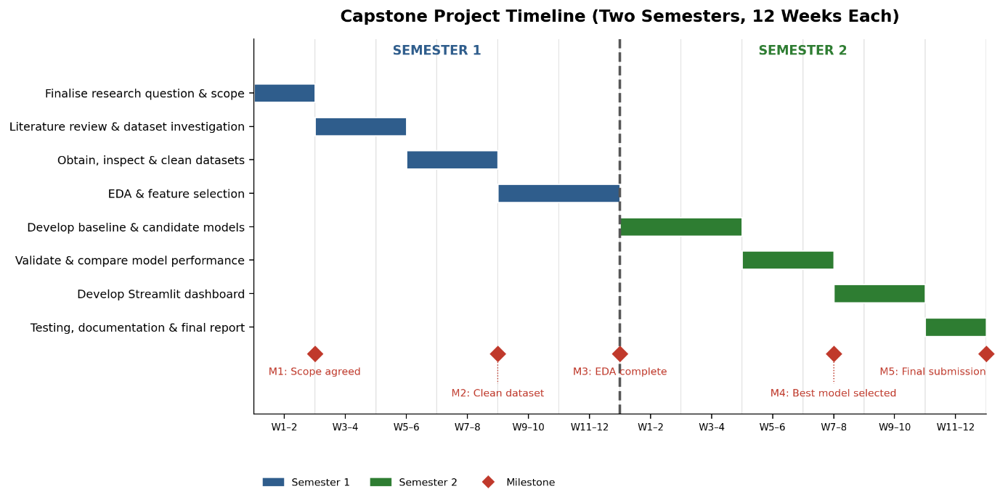 Capstone Project Timeline (Two Semesters, 12 Weeks Each)
SEMESTER 1
SEMESTER 2
Finalise research question & scope
Literature review & dataset investigation
Obtain, inspect & clean datasets
EDA & feature selection
Develop baseline & candidate models
Validate & compare model performance
Develop Streamlit dashboard
Testing, documentation & final report
M1: Scope agreed
M3: EDA complete
M5: Final submission
M2: Clean dataset
M4: Best model selected
W1–2 W3–4 W5–6 W7–8 W9–10 W11–12 W1–2 W3–4 W5–6 W7–8 W9–10 W11–12
Semester 1 Semester 2 Milestone